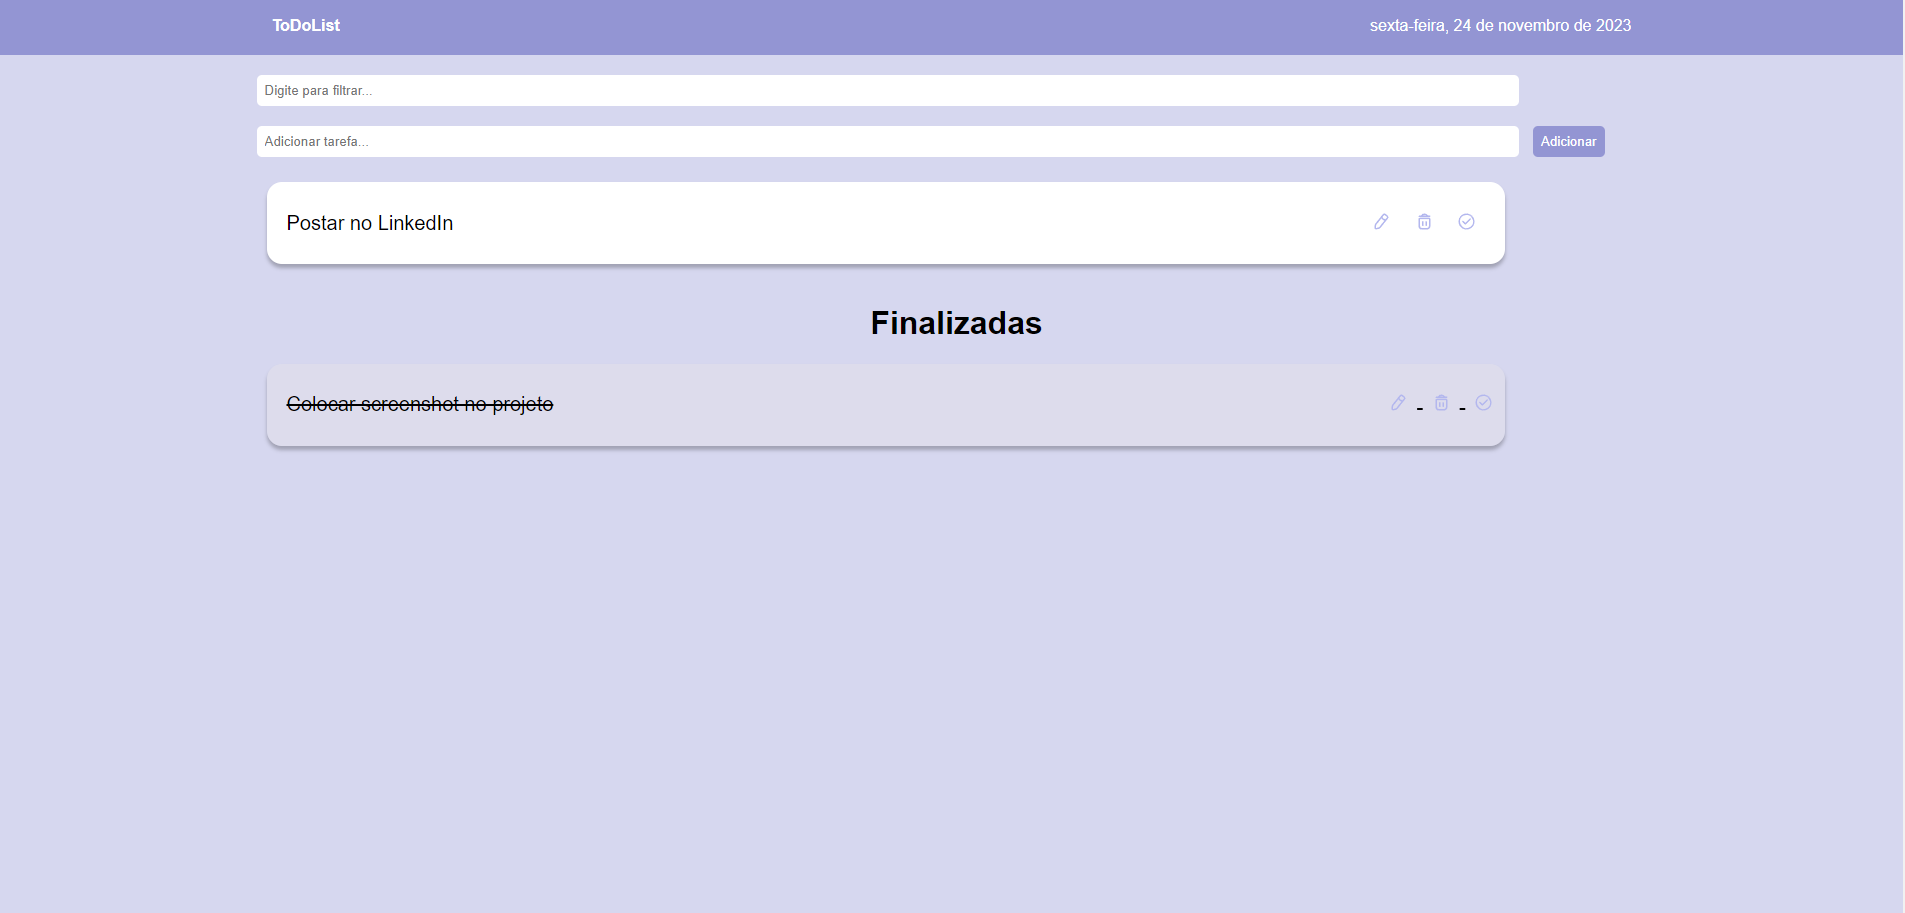 ToDoList
sexta-feira, 24 de novembro de 2023
Digite para filtrar...
Adicionar tarefa...
Adicionar
Postar no LinkedIn
Finalizadas
Colocar screenshot no projeto